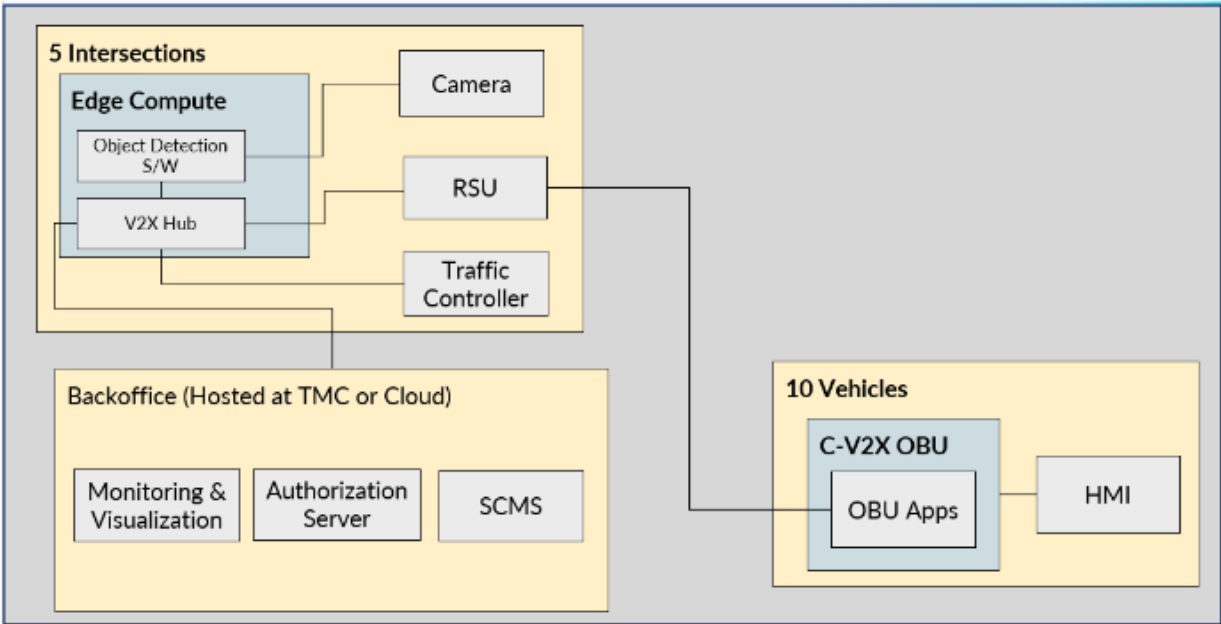 5 Intersections
Edge Compute
Object Detection
S/W
V2X Hub
Camera
RSU
Traffic
Controller
Backoffice (Hosted at TMC or Cloud)
Monitoring &
Visualization
Authorization
Server
SCMS
10 Vehicles
C-V2X OBU
OBU Apps
HMI